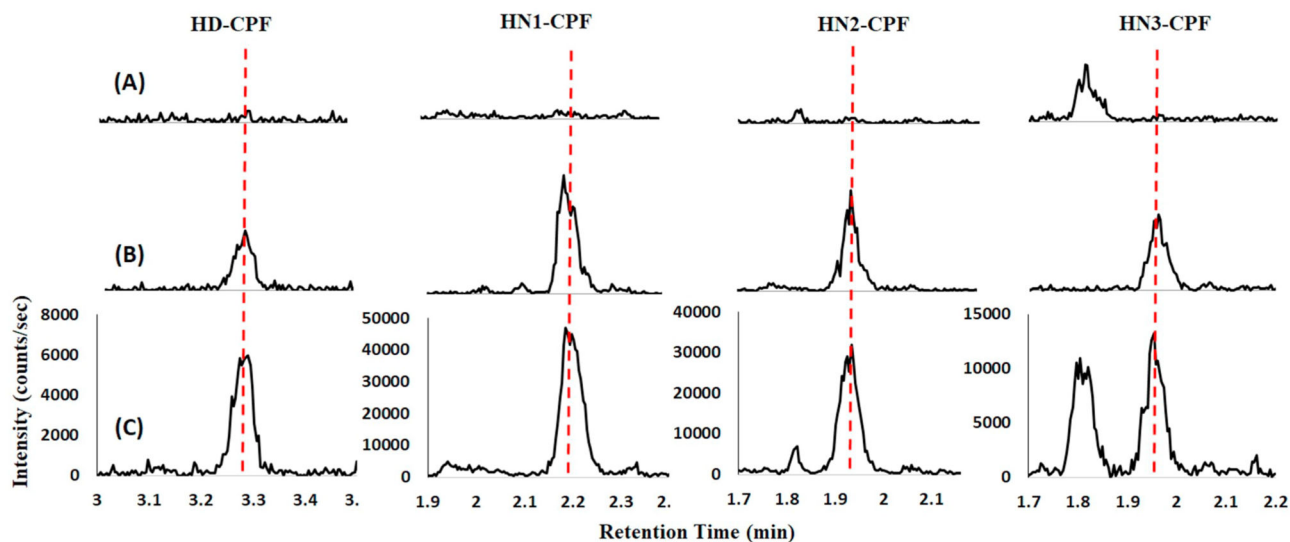 HD-CPF HN1-CPF HN2-CPF HN3-CPF
(A)
(B)
(C)
Intensity (counts/sec)
8000
6000
4000
2000
0
50000
40000
30000
20000
10000
0
40000
30000
20000
10000
0
15000
10000
5000
0
3 3.1 3.2 3.3 3.4 3.
1.9 2 2.1 2.2 2.3 2.
1.7 1.8 1.9 2 2.1
1.7 1.8 1.9 2 2.1 2.2
Retention Time (min)